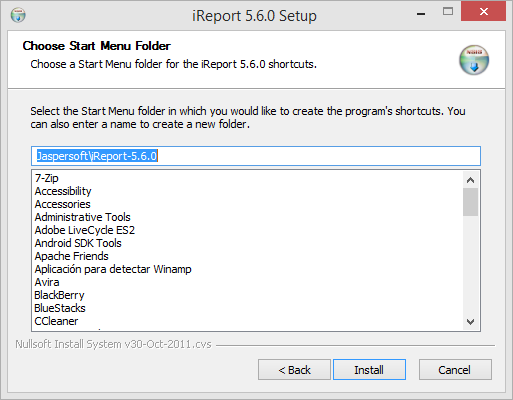 iReport 5.6.0 Setup
Choose Start Menu Folder
Choose a Start Menu folder for the iReport 5.6.0 shortcuts.
Select the Start Menu folder in which you would like to create the program's shortcuts. You
can also enter a name to create a new folder.
Jaspersoft\iReport-5.6.0
7-Zip
Accessibility
Accessories
Administrative Tools
Adobe LiveCycle ES2
Android SDK Tools
Apache Friends
Aplicación para detectar Winamp
Avira
BlackBerry
BlueStacks
CCleaner
Nullsoft Install System v30-Oct-2011.cvs
< Back
Install
Cancel